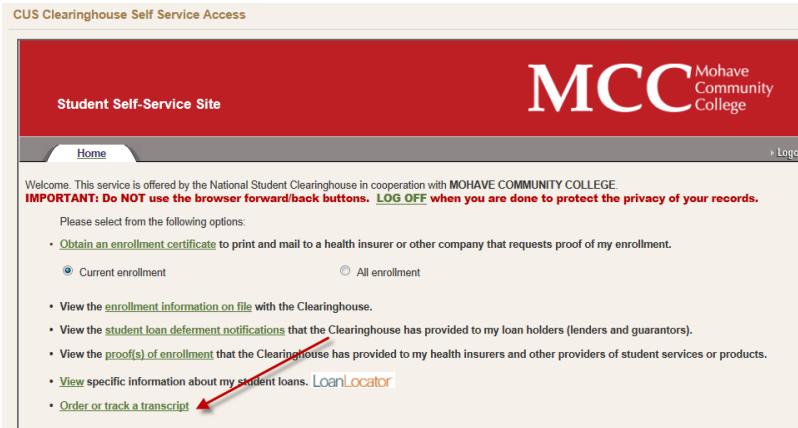 CUS Clearinghouse Self Service Access
MCC Mohave
Community
College
Student Self-Service Site
Home
Logo
Welcome. This service is offered by the National Student Clearinghouse in cooperation with MOHAVE COMMUNITY COLLEGE.
IMPORTANT: Do NOT use the browser forward/back buttons. LOG OFF when you are done to protect the privacy of your records.
Please select from the following options:
• Obtain an enrollment certificate to print and mail to a health insurer or other company that requests proof of my enrollment.
Current enrollment All enrollment
• View the enrollment information on file with the Clearinghouse.
• View the student loan deferment notifications that the Clearinghouse has provided to my loan holders (lenders and guarantors).
• View the proof(s) of enrollment that the Clearinghouse has provided to my health insurers and other providers of student services or products.
• View specific information about my student loans. LoanLocator
• Order or track a transcript